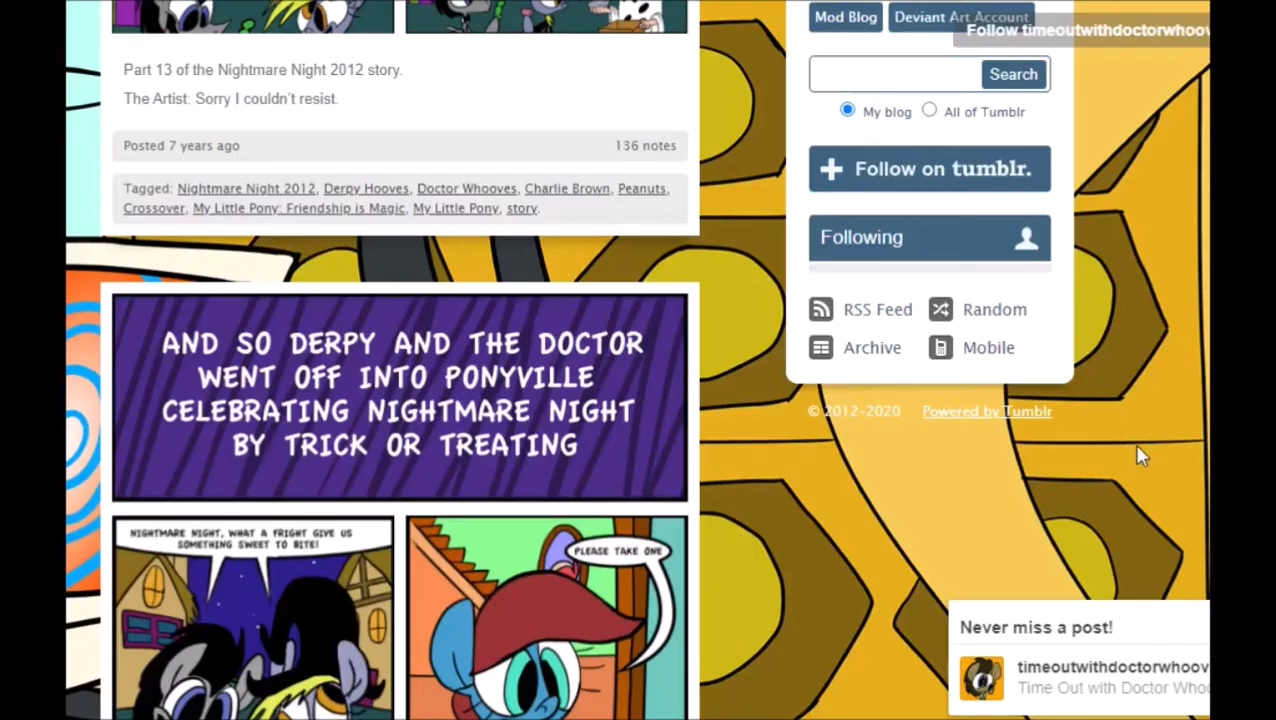 Mod Blog
Deviant Art Account
Follow timeoutwithdoctorwhoov
Part 13 of the Nightmare Night 2012 story.
The Artist: Sorry I couldn't resist.
Search
My blog
All of Tumblr
Posted 7 years ago
136 notes
Follow on tumblr.
Tagged: Nightmare Night 2012, Derpy Hooves, Doctor Whooves, Charlie Brown, Peanuts,
Crossover, My Little Pony: Friendship is Magic, My Little Pony, story.
Following
RSS Feed
Random
Archive
Mobile
© 2012-2020
Powered by Tumblr
AND SO DERPY AND THE DOCTOR
WENT OFF INTO PONYVILLE
CELEBRATING NIGHTMARE NIGHT
BY TRICK OR TREATING
NIGHTMARE NIGHT, WHAT A FRIGHT GIVE US
SOMETHING SWEET TO BITE!
PLEASE TAKE ONE
Never miss a post!
timeoutwithdoctorwhoov
Time Out with Doctor Whoo